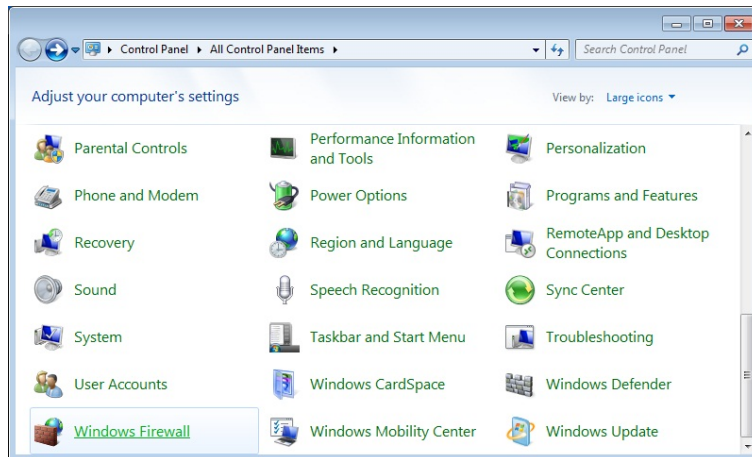 Control Panel All Control Panel Items
Search Control Panel
Adjust your computer's settings
View by: Large icons
Parental Controls
Performance Information
and Tools
Personalization
Phone and Modem
Power Options
Programs and Features
Recovery
Region and Language
RemoteApp and Desktop
Connections
Sound
Speech Recognition
Sync Center
System
Taskbar and Start Menu
Troubleshooting
User Accounts
Windows CardSpace
Windows Defender
Windows Firewall
Windows Mobility Center
Windows Update